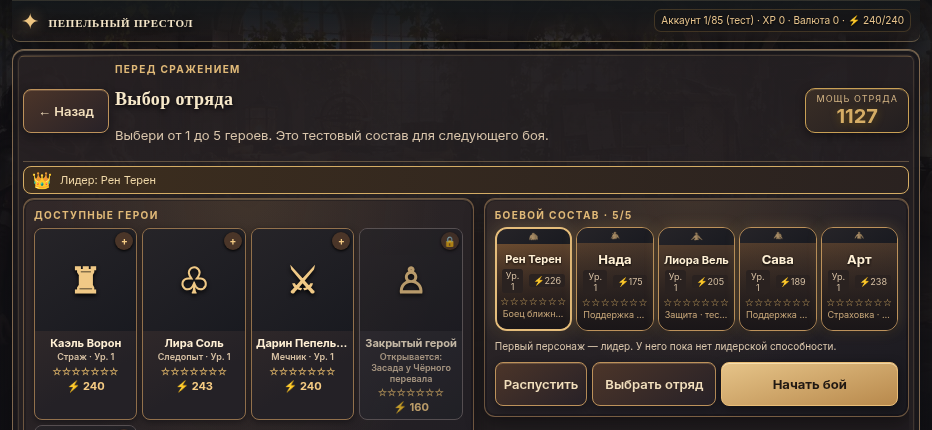 ПЕПЕЛЬНЫЙ ПРЕСТОЛ
Аккаунт 1/85 (тест) · XP 0 · Валюта 0 · ⚡ 240/240
ПЕРЕД СРАЖЕНИЕМ
← Назад
Выбор отряда
Выбери от 1 до 5 героев. Это тестовый состав для следующего боя.
МОЩЬ ОТРЯДА
1127
Лидер: Рен Терен
ДОСТУПНЫЕ ГЕРОИ
Каэль Ворон
Страж · Ур. 1
☆☆☆☆☆☆☆
⚡ 240
Лира Соль
Следопыт · Ур. 1
☆☆☆☆☆☆☆
⚡ 243
Дарин Пепель...
Мечник · Ур. 1
☆☆☆☆☆☆☆
⚡ 240
Закрытый герой
Открывается:
Засада у Чёрного
перевала
☆☆☆☆☆☆☆
⚡ 160
БОЕВОЙ СОСТАВ · 5/5
Рен Терен
Ур. 1
⚡226
☆☆☆☆☆☆☆
Боец ближн...
Нада
Ур. 1
⚡175
☆☆☆☆☆☆☆
Поддержка ...
Лиора Вель
Ур. 1
⚡205
☆☆☆☆☆☆☆
Защита · тес...
Сава
Ур. 1
⚡189
☆☆☆☆☆☆☆
Поддержка ...
Арт
Ур. 1
⚡238
☆☆☆☆☆☆☆
Страховка · ...
Первый персонаж — лидер. У него пока нет лидерской способности.
Распустить
Выбрать отряд
Начать бой